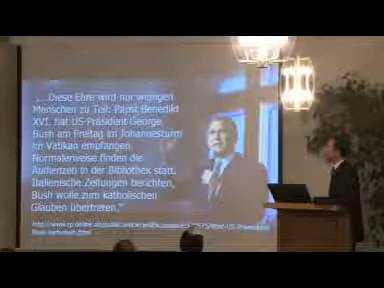 „...Diese Ehre wird nur wenigen
Menschen zu Teil: Papst Benedikt
XVI. hat US-Präsident George
Bush am Freitag im Johannesturm
im Vatikan empfangen.
Normalerweise finden die
Audienzen in der Bibliothek statt.
Italienische Zeitungen berichten,
Bush wolle zum katholischen
Glauben übertreten."